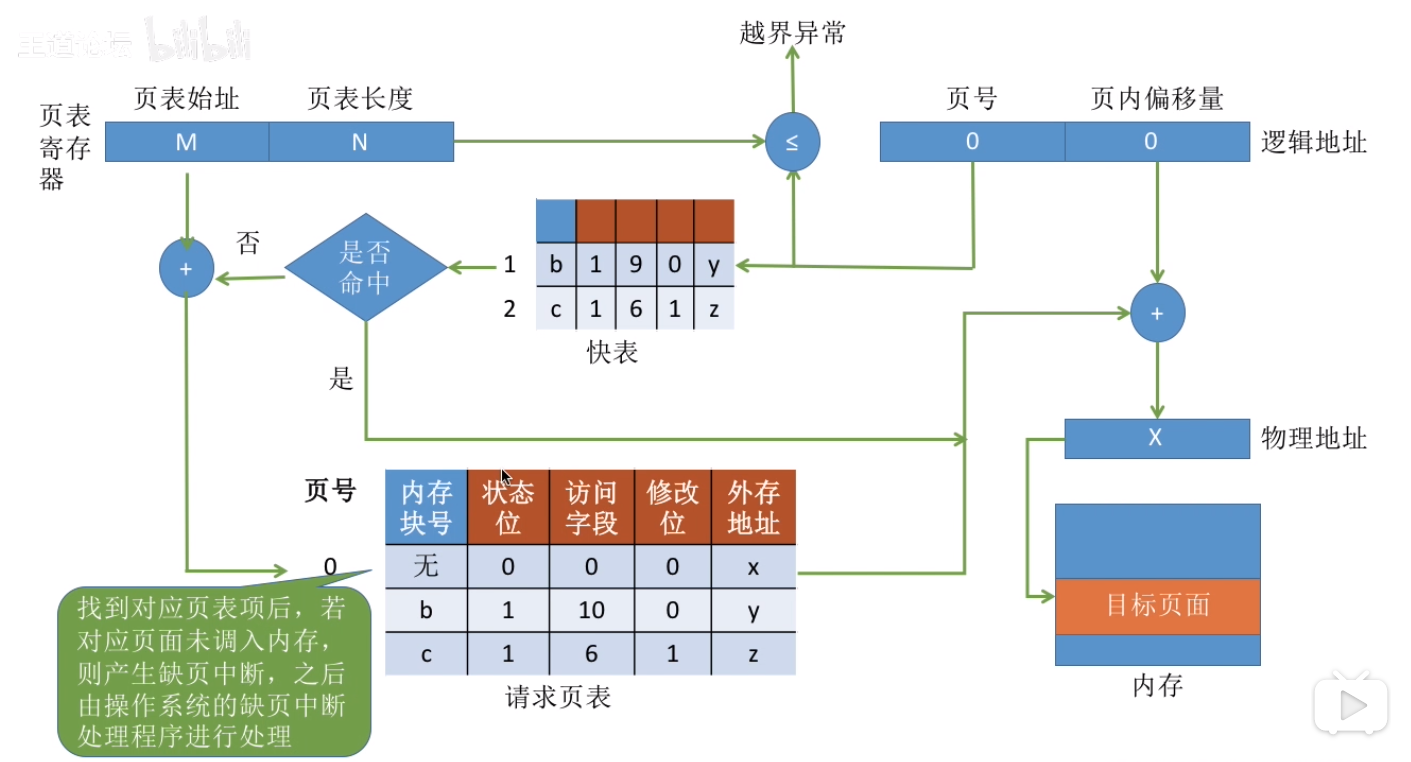 王道论坛 bilibili
越界异常
页表始址 页表长度
页号 页内偏移量
页表
寄存
器
M N
≤
0 0
逻辑地址
+
否
是否
命中
1 b 1 9 0 y
2 c 1 6 1 z
快表
+
是
X
物理地址
页号
内存
块号
状态
位
访问
字段
修改
位
外存
地址
0 无 0 0 0 x
b 1 10 0 y
c 1 6 1 z
请求页表
找到对应页表项后，若
对应页面未调入内存，
则产生缺页中断，之后
由操作系统的缺页中断
处理程序进行处理
目标页面
内存